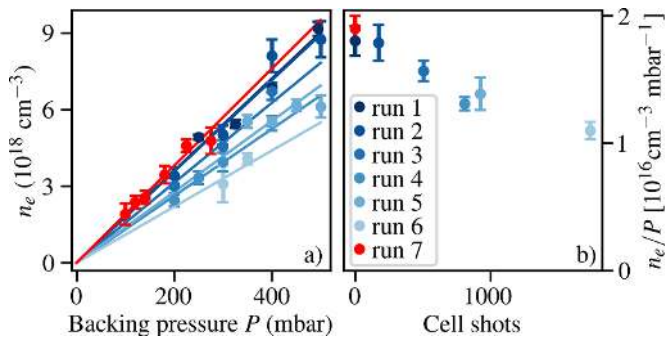 9
6
3
0
n_e (10^18 cm^−3)
0 200 400
Backing pressure P (mbar)
a)
run 1
run 2
run 3
run 4
run 5
run 6
run 7
b)
0 1000
Cell shots
2
1
0
n_e/P [10^16 cm^−3 mbar^−1]